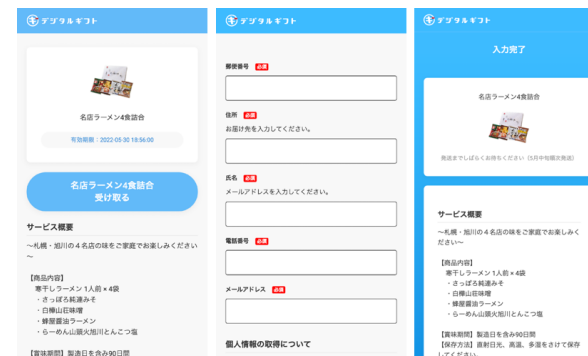 デジタルギフト
名店ラーメン4食詰合
有効期限：2022-05-30 19:56:00
名店ラーメン4食詰合
受け取る
サービス概要
〜札幌・旭川の4名店の味をご家庭でお楽しみください
〜
【商品内容】
寒干しラーメン 1人前 × 4袋
・さっぽろ純連みそ
・白樺山荘味噌
・蜂屋醤油ラーメン
・らーめん山頭火旭川とんこつ塩
【賞味期間】製造日を含み90日間
デジタルギフト
郵便番号 必須
住所 必須
お届け先を入力してください。
氏名 必須
メールアドレスを入力してください。
電話番号 必須
メールアドレス 必須
個人情報の取得について
デジタルギフト
入力完了
名店ラーメン4食詰合
発送までしばらくお待ちください（5月中旬順次発送）
サービス概要
〜札幌・旭川の4名店の味をご家庭でお楽しみく
ださい〜
【商品内容】
寒干しラーメン 1人前 × 4袋
・さっぽろ純連みそ
・白樺山荘味噌
・蜂屋醤油ラーメン
・らーめん山頭火旭川とんこつ塩
【賞味期間】製造日を含み90日間
【保存方法】直射日光、高温、多湿をさけて保存
してください。